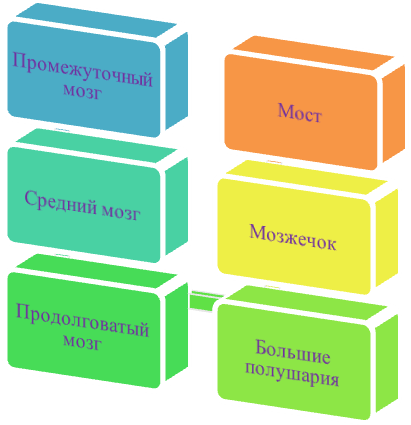 Промежуточный
мозг
Средний мозг
Продолговатый
мозг
Мост
Мозжечок
Большие
полушария